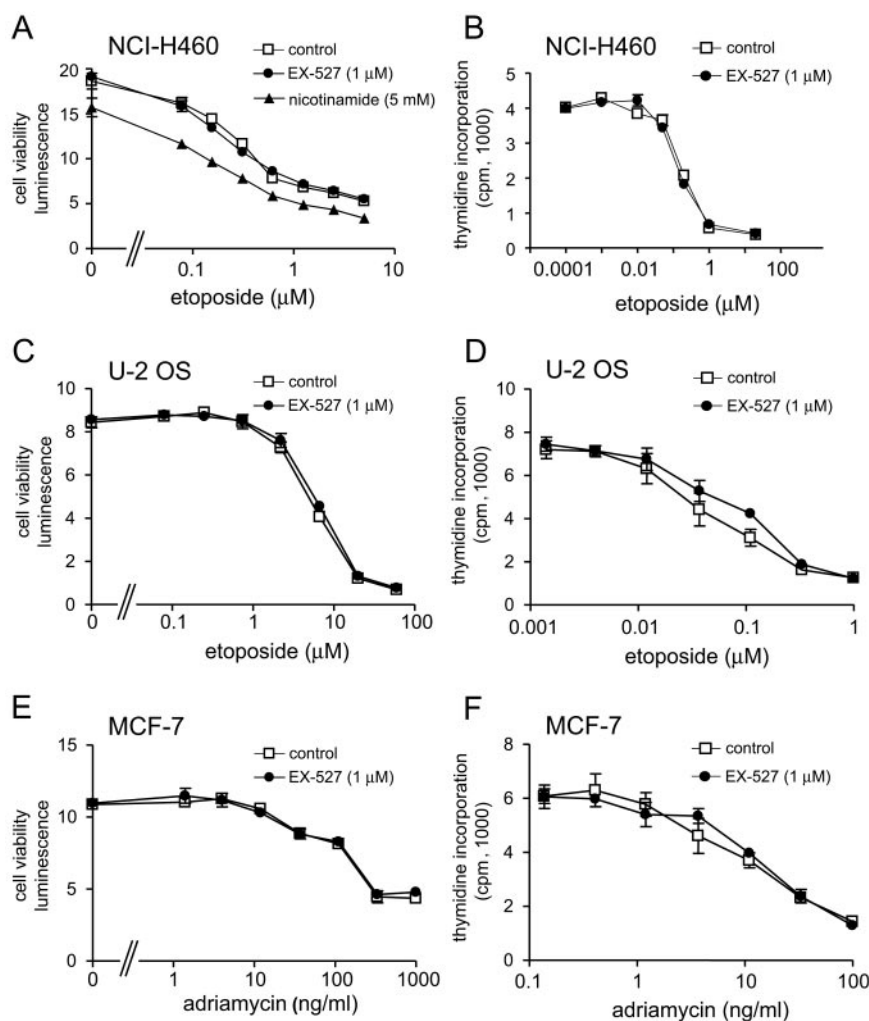 A
NCI-H460
control
EX-527 (1 μM)
nicotinamide (5 mM)
cell viability
luminescence
20
15
10
5
0
0
0.1
1
10
etoposide (μM)
B
NCI-H460
control
EX-527 (1 μM)
thymidine incorporation
(cpm, 1000)
5
4
3
2
1
0
0.0001
0.01
1
100
etoposide (μM)
C
U-2 OS
control
EX-527 (1 μM)
cell viability
luminescence
10
8
6
4
2
0
0
0.1
1
10
100
etoposide (μM)
D
U-2 OS
control
EX-527 (1 μM)
thymidine incorporation
(cpm, 1000)
10
8
6
4
2
0
0.001
0.01
0.1
1
etoposide (μM)
E
MCF-7
control
EX-527 (1 μM)
cell viability
luminescence
15
10
5
0
0
1
10
100
1000
adriamycin (ng/ml)
F
MCF-7
control
EX-527 (1 μM)
thymidine incorporation
(cpm, 1000)
8
6
4
2
0
0.1
1
10
100
adriamycin (ng/ml)